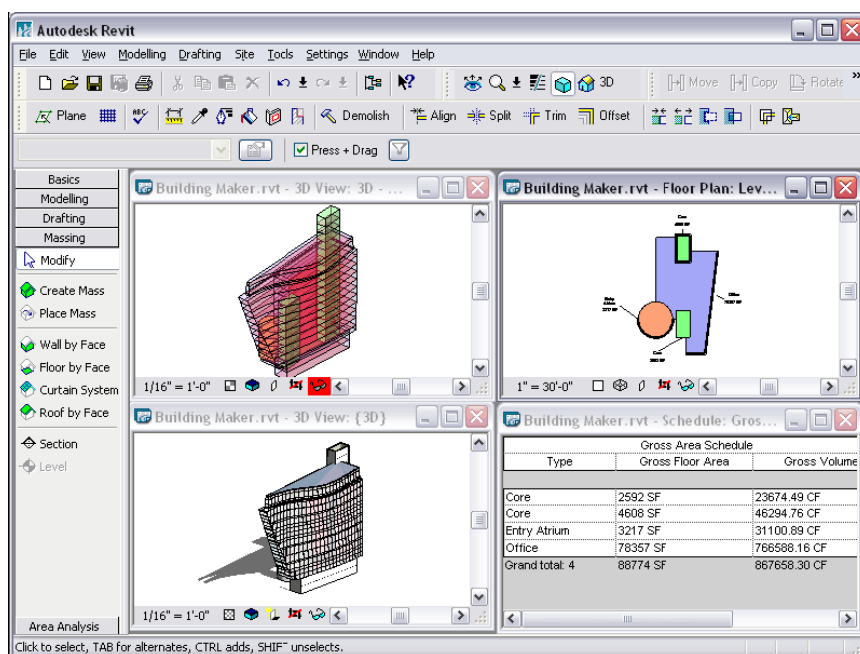 Autodesk Revit
File Edit View Modelling Drafting Site Tools Settings Window Help
3D Move Copy Rotate »
Plane ABC Demolish Align Split Trim Offset
Press + Drag
Basics
Modelling
Drafting
Massing
Modify
Create Mass
Place Mass
Wall by Face
Floor by Face
Curtain System
Roof by Face
Section
Level
Area Analysis
Building Maker.rvt - 3D View: 3D - ...
1/16" = 1'-0"
Building Maker.rvt - Floor Plan: Lev...
Core
Entry
Atrium
Office
Core
1" = 30'-0"
Building Maker.rvt - 3D View: {3D}
1/16" = 1'-0"
Building Maker.rvt - Schedule: Gros...
Gross Area Schedule
Type Gross Floor Area Gross Volume
Core 2592 SF 23674.49 CF
Core 4608 SF 46294.76 CF
Entry Atrium 3217 SF 31100.89 CF
Office 78357 SF 766588.16 CF
Grand total: 4 88774 SF 867658.30 CF
Click to select, TAB for alternates, CTRL adds, SHIFT unselects.